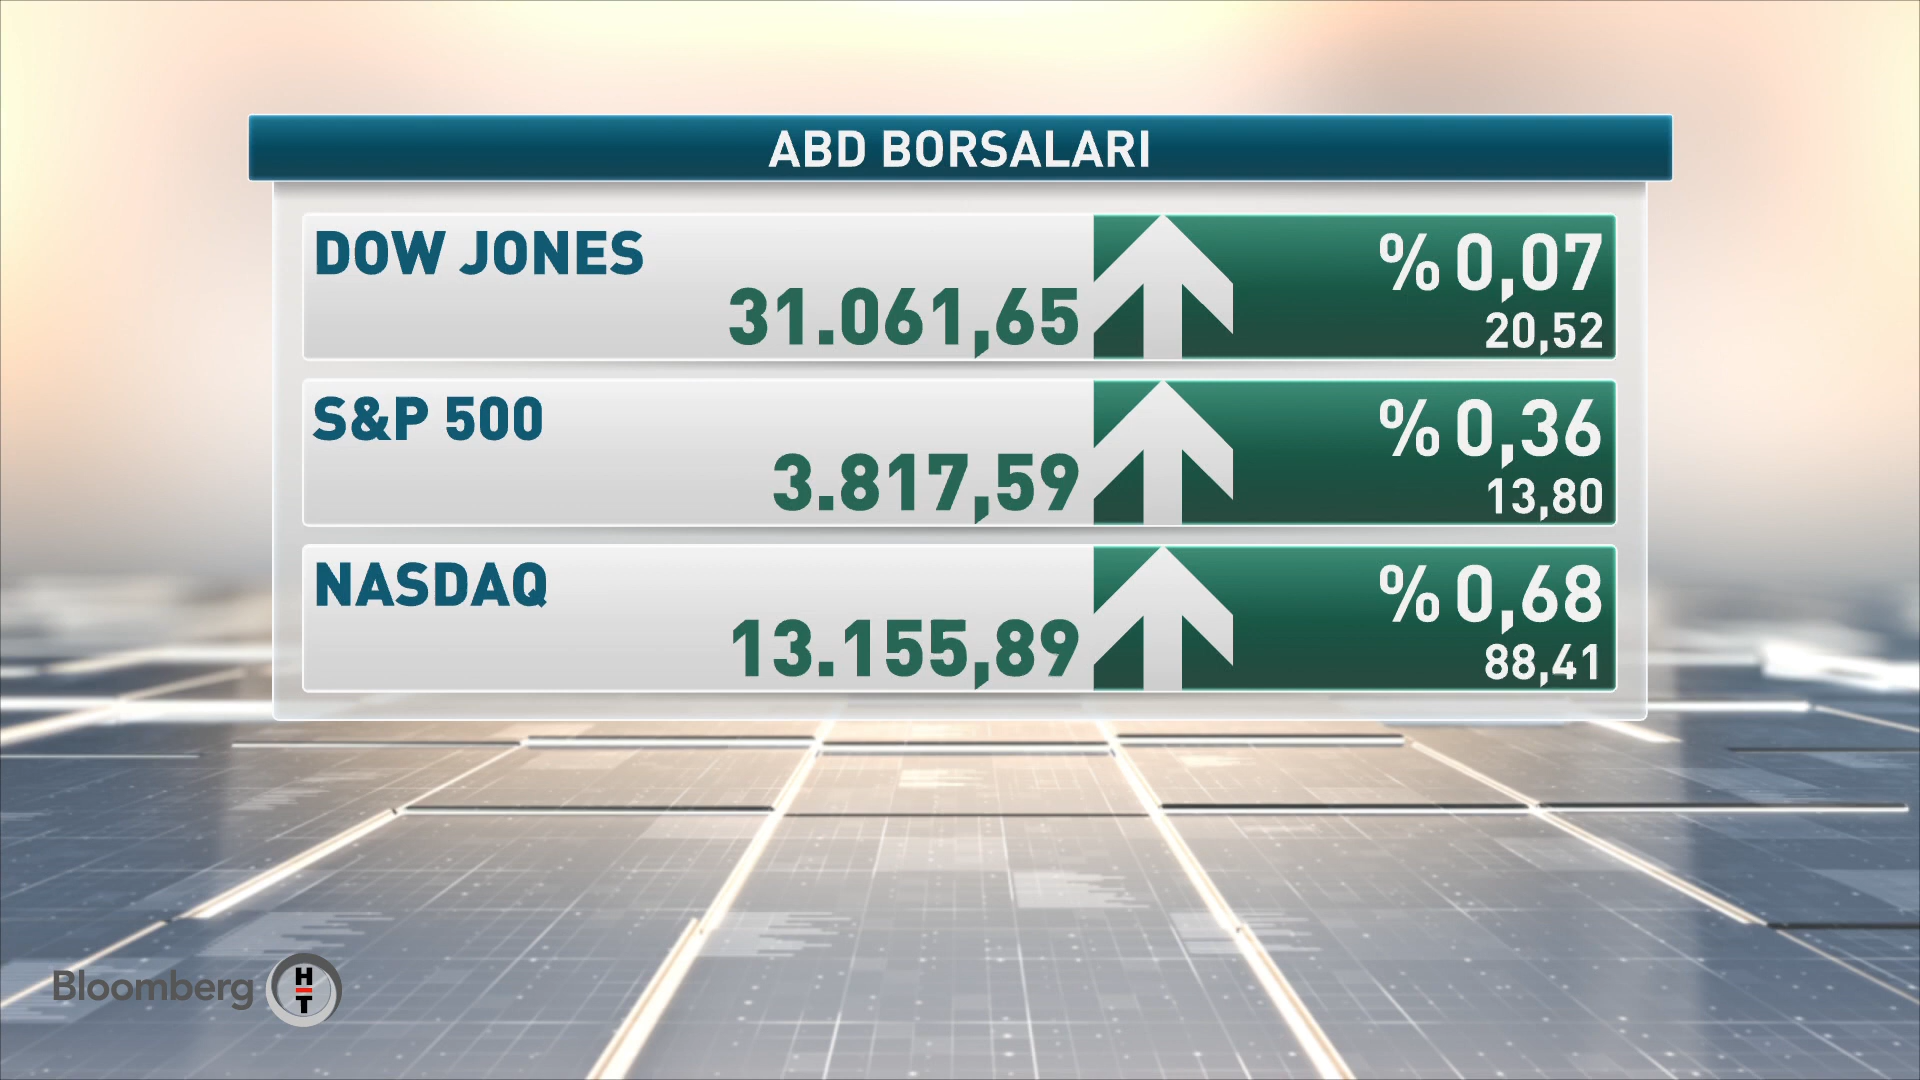 ABD BORSALARI
DOW JONES
31.061,65
% 0,07
20,52
S&P 500
3.817,59
% 0,36
13,80
NASDAQ
13.155,89
% 0,68
88,41
Bloomberg HT